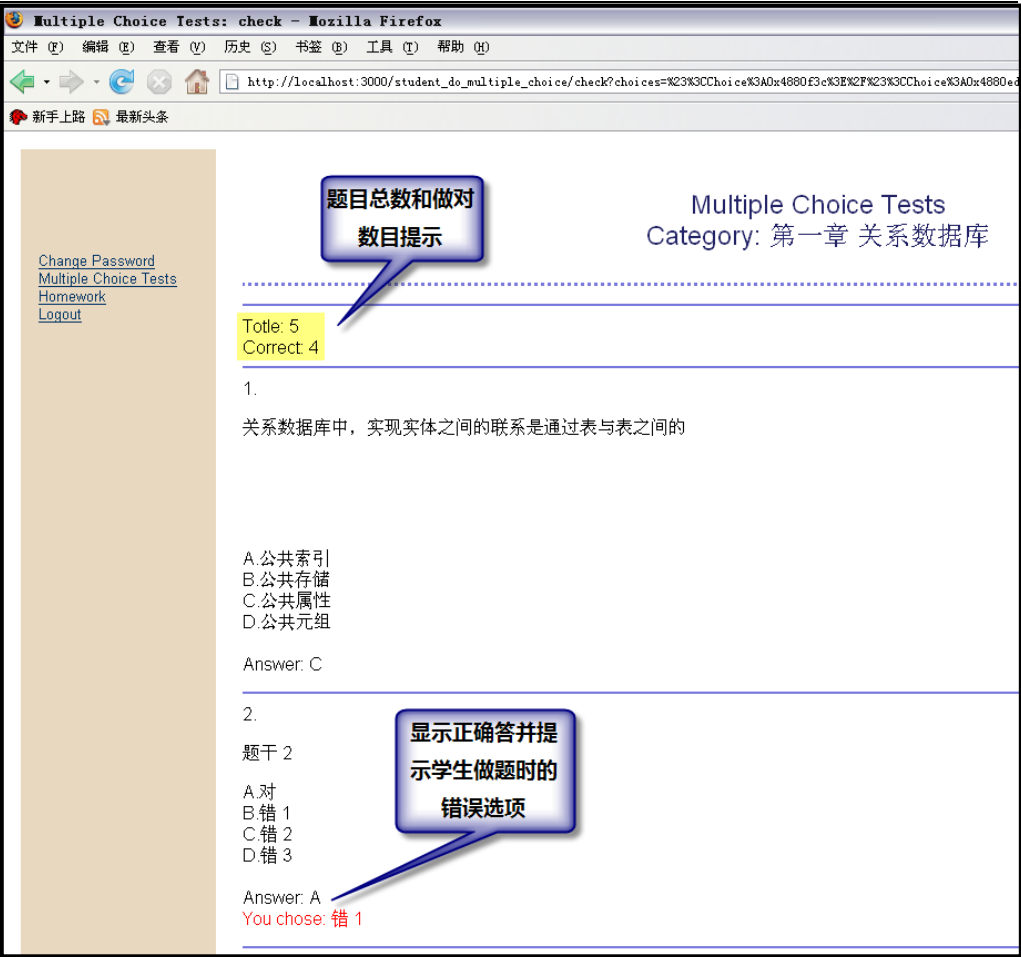 Multiple Choice Tests: check - Mozilla Firefox
文件 (F) 编辑 (E) 查看 (V) 历史 (S) 书签 (B) 工具 (T) 帮助 (H)
http://localhost:3000/student_do_multiple_choice/check?choices=%23%3CChoice%3A0x4880f3c%3E%2F%23%3CChoice%3A0x4880ed
新手上路 最新头条
题目总数和做对
数目提示
Multiple Choice Tests
Category: 第一章 关系数据库
Change Password
Multiple Choice Tests
Homework
Logout
Totle: 5
Correct: 4
1.
关系数据库中，实现实体之间的联系是通过表与表之间的
A.公共索引
B.公共存储
C.公共属性
D.公共元组
Answer: C
2.
题干 2
显示正确答并提
示学生做题时的
错误选项
A.对
B.错 1
C.错 2
D.错 3
Answer: A
You chose: 错 1